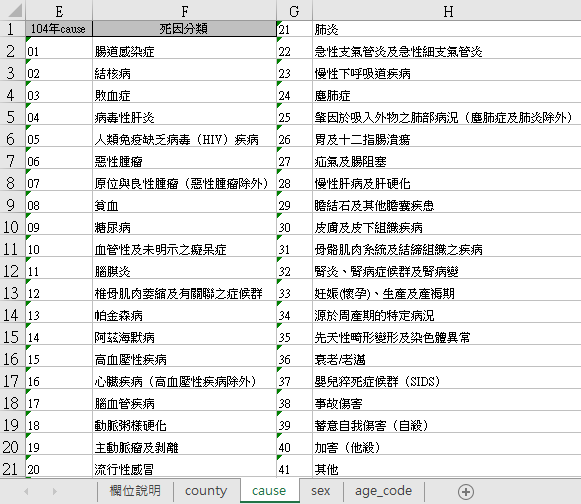 E F G H
1 104年cause 死因分類 21 肺炎
2 01 腸道感染症 22 急性支氣管炎及急性細支氣管炎
3 02 結核病 23 慢性下呼吸道疾病
4 03 敗血症 24 塵肺症
5 04 病毒性肝炎 25 肇因於吸入外物之肺部病況（塵肺症及肺炎除外）
6 05 人類免疫缺乏病毒（HIV）疾病 26 胃及十二指腸潰瘍
7 06 惡性腫瘤 27 疝氣及腸阻塞
8 07 原位與良性腫瘤（惡性腫瘤除外） 28 慢性肝病及肝硬化
9 08 貧血 29 膽結石及其他膽囊疾患
10 09 糖尿病 30 皮膚及皮下組織疾病
11 10 血管性及未明示之癡呆症 31 骨骼肌肉系統及結締組織之疾病
12 11 腦膜炎 32 腎炎、腎病症候群及腎病變
13 12 椎骨肌肉萎縮及有關聯之症候群 33 妊娠(懷孕)、生產及產褥期
14 13 帕金森病 34 源於周產期的特定病況
15 14 阿茲海默病 35 先天性畸形變形及染色體異常
16 15 高血壓性疾病 36 衰老/老邁
17 16 心臟疾病（高血壓性疾病除外） 37 嬰兒猝死症候群（SIDS）
18 17 腦血管疾病 38 事故傷害
19 18 動脈粥樣硬化 39 蓄意自我傷害（自殺）
20 19 主動脈瘤及剝離 40 加害（他殺）
21 20 流行性感冒 41 其他
欄位說明 county cause sex age_code